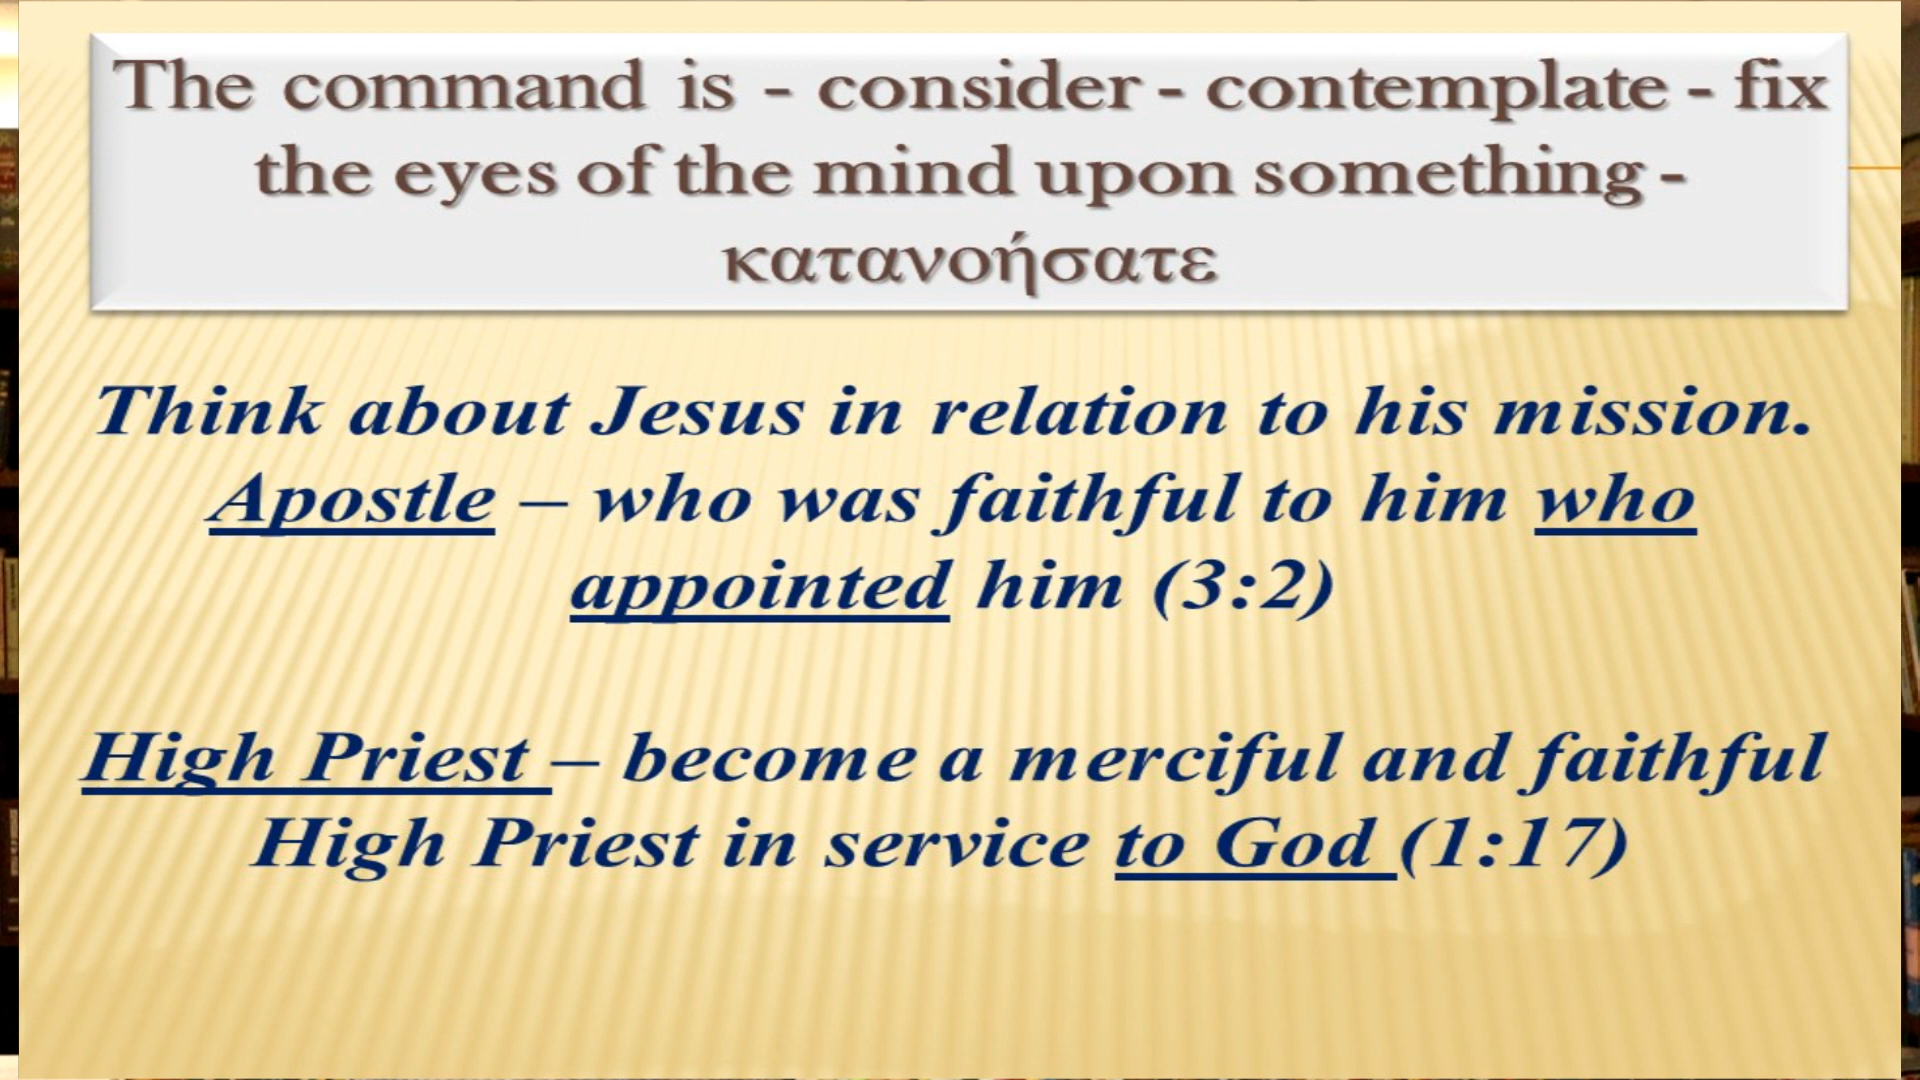 The command is - consider - contemplate - fix
the eyes of the mind upon something -
κατανοήσατε
Think about Jesus in relation to his mission.
Apostle – who was faithful to him who
appointed him (3:2)
High Priest – become a merciful and faithful
High Priest in service to God (1:17)